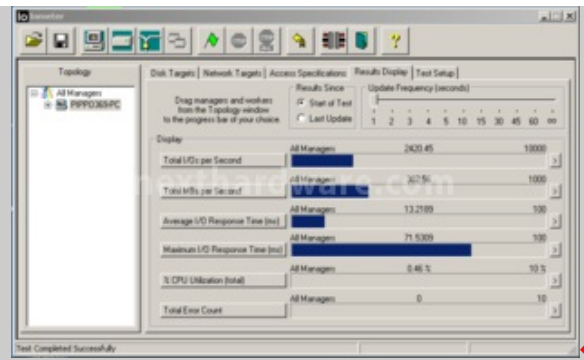 Iometer
Topology
All Managers
PIPPO369-PC
Disk Targets
Network Targets
Access Specifications
Results Display
Test Setup
Drag managers and workers
from the Topology window
to the progress bar of your choice.
Results Since
Start of Test
Last Update
Update Frequency (seconds)
1 2 3 4 5 10 15 30 45 60 ∞
Display
All Managers 2420.45 10000
Total I/Os per Second
All Managers 1000
Total MBs per Second
nexthardware.com
All Managers 13.2189 100
Average I/O Response Time (ms)
All Managers 71.5309 100
Maximum I/O Response Time (ms)
All Managers 0.46 % 10 %
% CPU Utilization (total)
All Managers 0 10
Total Error Count
Test Completed Successfully